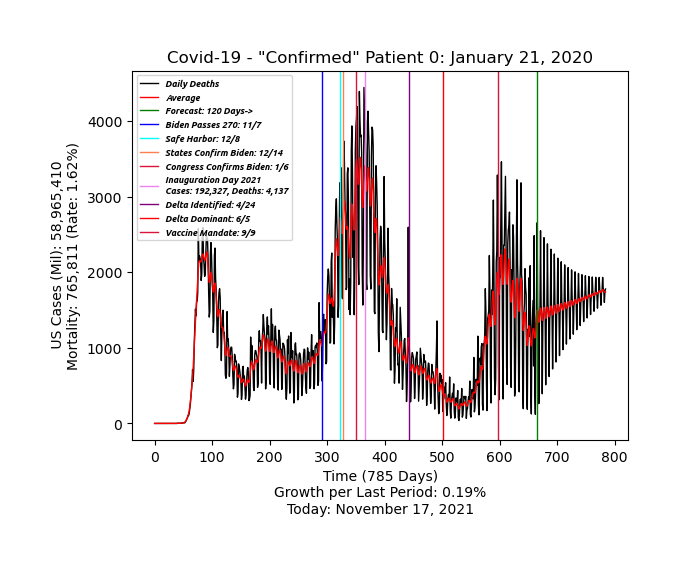 Covid-19 - "Confirmed" Patient 0: January 21, 2020
US Cases (Mil): 58,965,410
Mortality: 765,811 (Rate: 1.62%)
4000
3000
2000
1000
0
Daily Deaths
Average
Forecast: 120 Days->
Biden Passes 270: 11/7
Safe Harbor: 12/8
States Confirm Biden: 12/14
Congress Confirms Biden: 1/6
Inauguration Day 2021
Cases: 192,327, Deaths: 4,137
Delta Identified: 4/24
Delta Dominant: 6/5
Vaccine Mandate: 9/9
0 100 200 300 400 500 600 700 800
Time (785 Days)
Growth per Last Period: 0.19%
Today: November 17, 2021